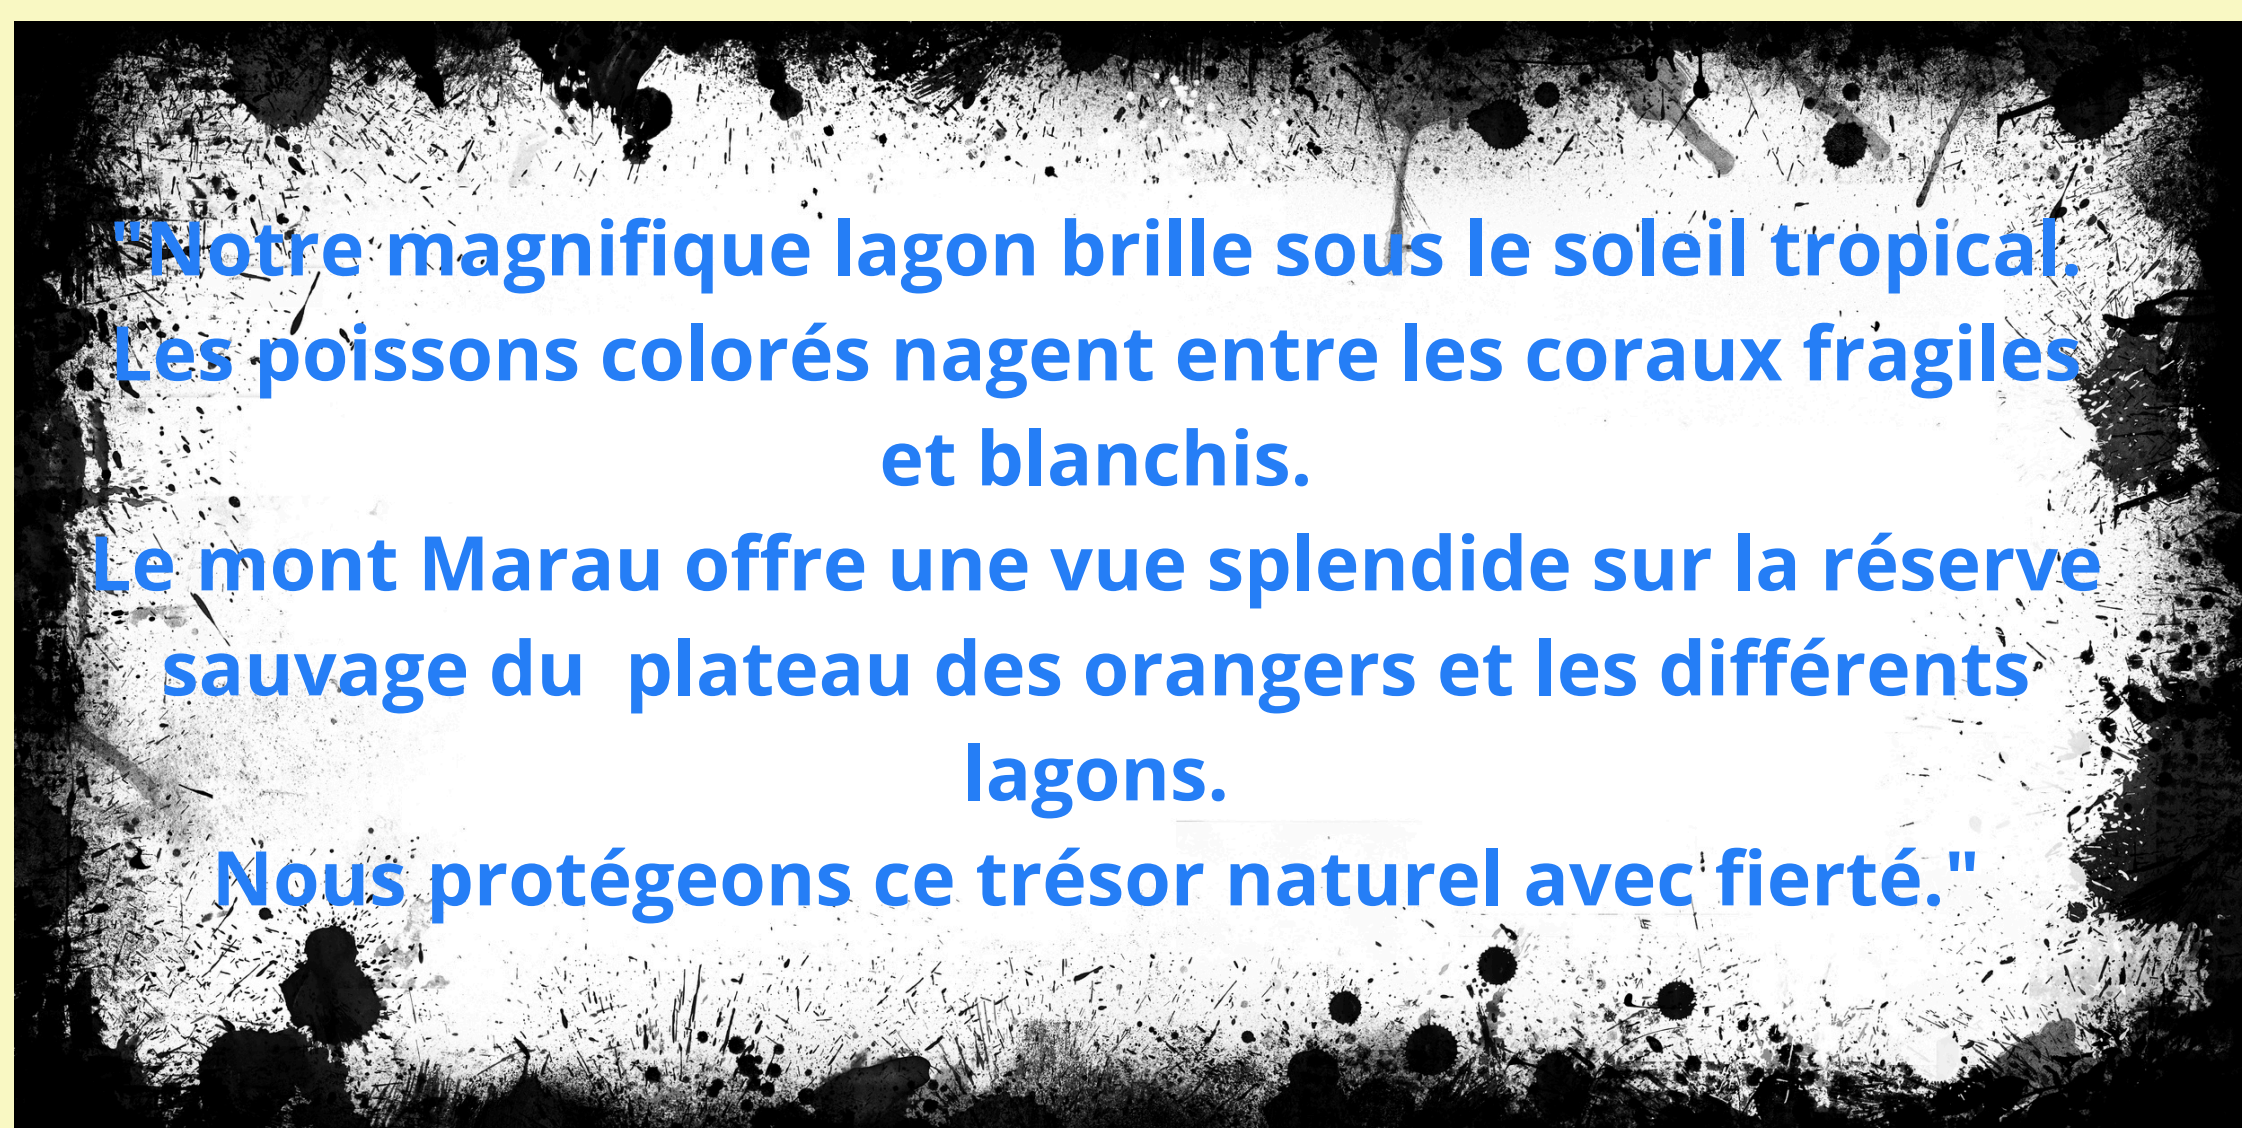 "Notre magnifique lagon brille sous le soleil tropical.
Les poissons colorés nagent entre les coraux fragiles
et blanchis.
Le mont Marau offre une vue splendide sur la réserve
sauvage du  plateau des orangers et les différents
lagons.
Nous protégeons ce trésor naturel avec fierté."